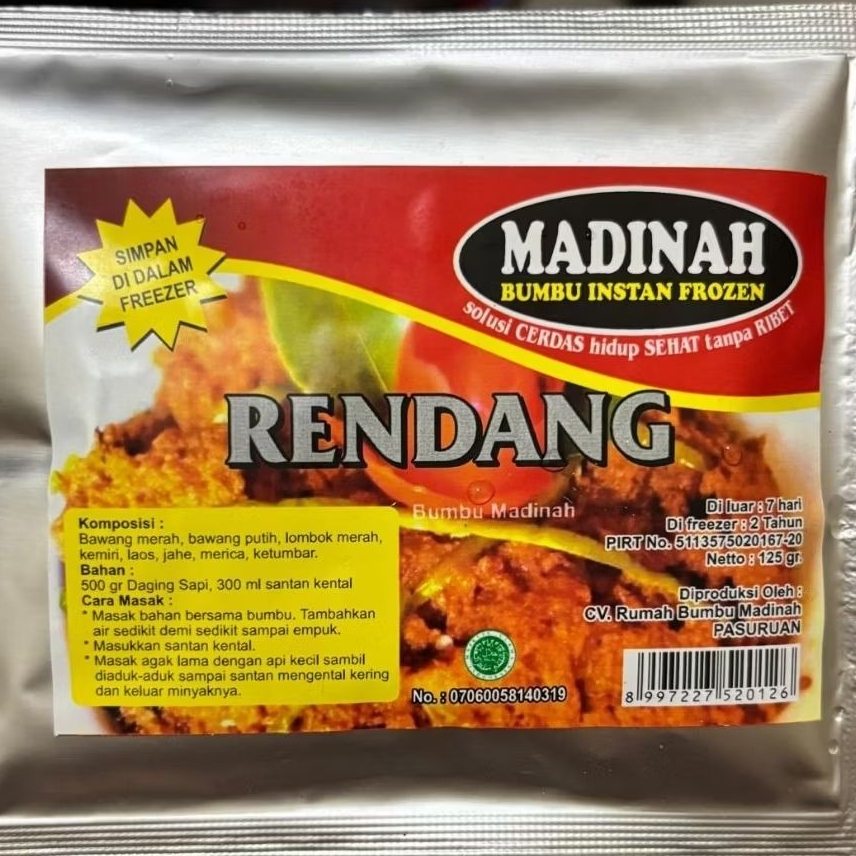 SIMPAN
DI DALAM
FREEZER
MADINAH
BUMBU INSTAN FROZEN
solusi CERDAS hidup SEHAT tanpa RIBET
RENDANG
Bumbu Madinah
Komposisi :
Bawang merah, bawang putih, lombok merah,
kemiri, laos, jahe, merica, ketumbar.
Bahan :
500 gr Daging Sapi, 300 ml santan kental
Cara Masak :
* Masak bahan bersama bumbu. Tambahkan
air sedikit demi sedikit sampai empuk.
* Masukkan santan kental.
* Masak agak lama dengan api kecil sambil
diaduk-aduk sampai santan mengental kering
dan keluar minyaknya.
Di luar : 7 hari
Di freezer : 2 Tahun
PIRT No. 5113575020167-20
Netto : 125 gr.
Diproduksi Oleh :
CV. Rumah Bumbu Madinah
PASURUAN
No. : 07060058140319
8 997227 520126